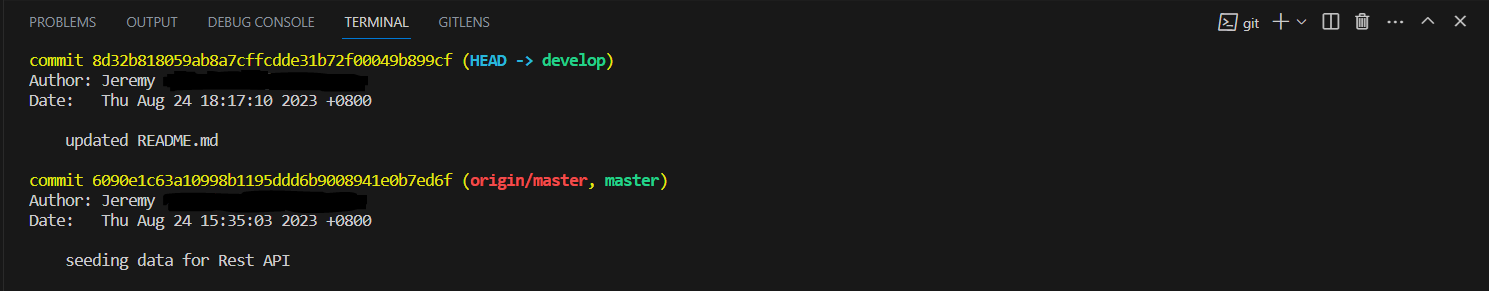 PROBLEMS OUTPUT DEBUG CONSOLE TERMINAL GITLENS git
commit 8d32b818059ab8a7cffcdde31b72f00049b899cf (HEAD -> develop)
Author: Jeremy
Date:   Thu Aug 24 18:17:10 2023 +0800
updated README.md
commit 6090e1c63a10998b1195ddd6b9008941e0b7ed6f (origin/master, master)
Author: Jeremy
Date:   Thu Aug 24 15:35:03 2023 +0800
seeding data for Rest API